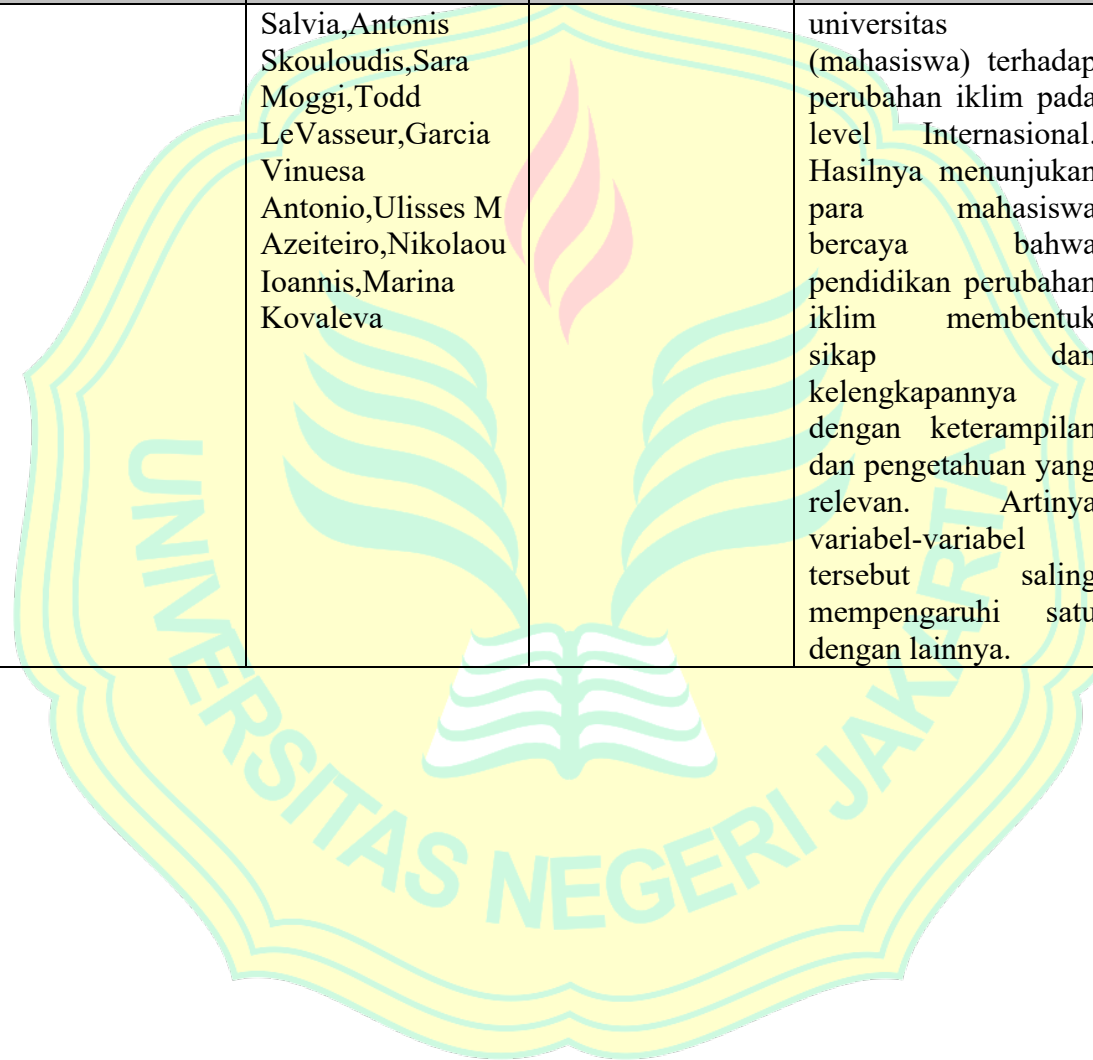 Salvia,Antonis
Skouloudis,Sara
Moggi,Todd
LeVasseur,Garcia
Vinuesa
Antonio,Ulisses M
Azeiteiro,Nikolaou
Ioannis,Marina
Kovaleva
universitas
(mahasiswa) terhadap
perubahan iklim pada
level Internasional.
Hasilnya menunjukan
para mahasiswa
bercaya bahwa
pendidikan perubahan
iklim membentuk
sikap dan
kelengkapannya
dengan keterampilan
dan pengetahuan yang
relevan. Artinya
variabel-variabel
tersebut saling
mempengaruhi satu
dengan lainnya.
UNIVERSITAS NEGERI JAKARTA